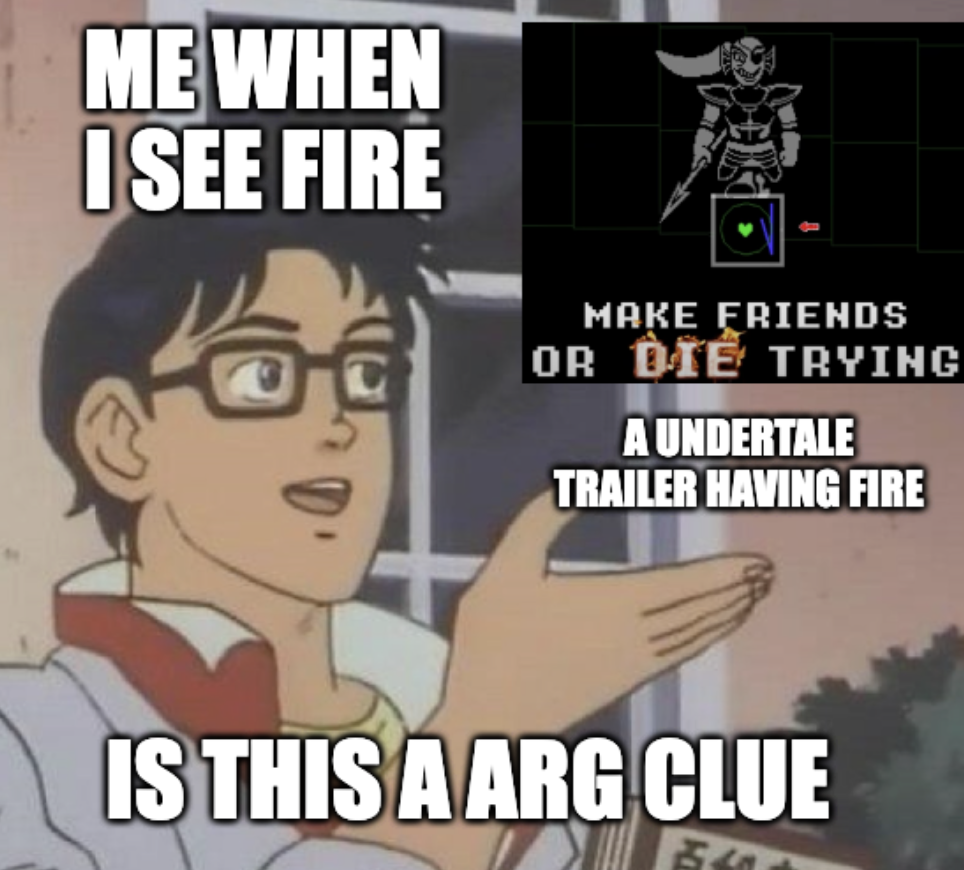 ME WHEN
I SEE FIRE
MAKE FRIENDS
OR DIE TRYING
A UNDERTALE
TRAILER HAVING FIRE
IS THIS A ARG CLUE